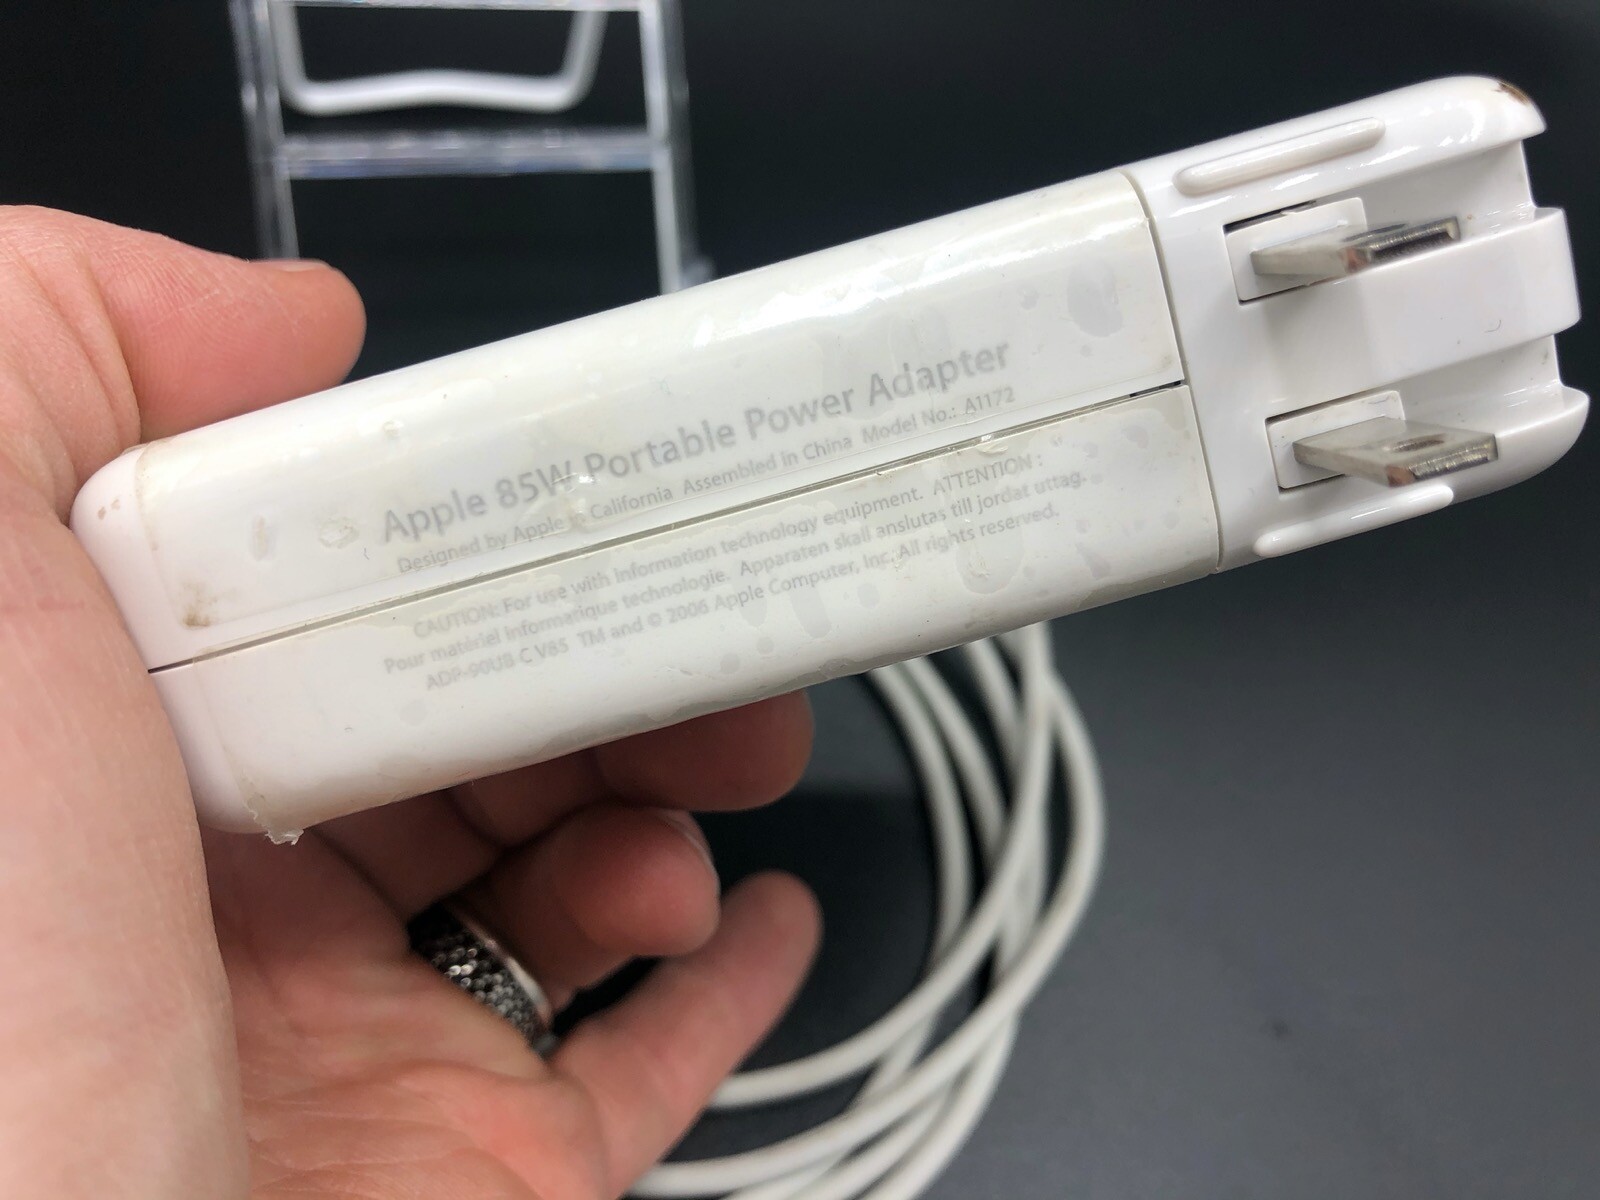 Apple 85W Portable Power Adapter
Designed by Apple in California Assembled in China Model No.: A1172
CAUTION: For use with information technology equipment. ATTENTION :
Pour matériel informatique technologie. Apparaten skall anslutas till jordat uttag.
ADP-90UB C V85 TM and © 2006 Apple Computer, Inc. All rights reserved.